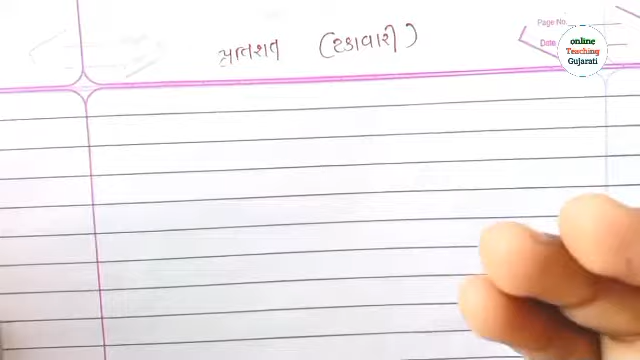 પ્રતિશત (ટકાવારી)
Page No.
Date
online
Teaching
Gujarati